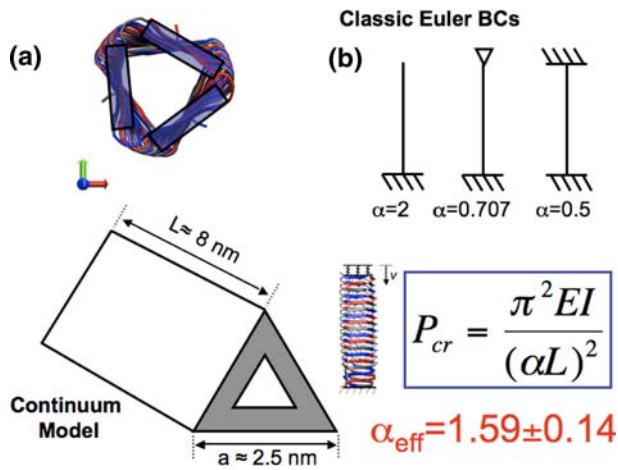 Classic Euler BCs
(a)
(b)
α=2
α=0.707
α=0.5
L≈ 8 nm
v
P_cr = π²EI / (αL)²
Continuum
Model
a ≈ 2.5 nm
α_eff=1.59±0.14